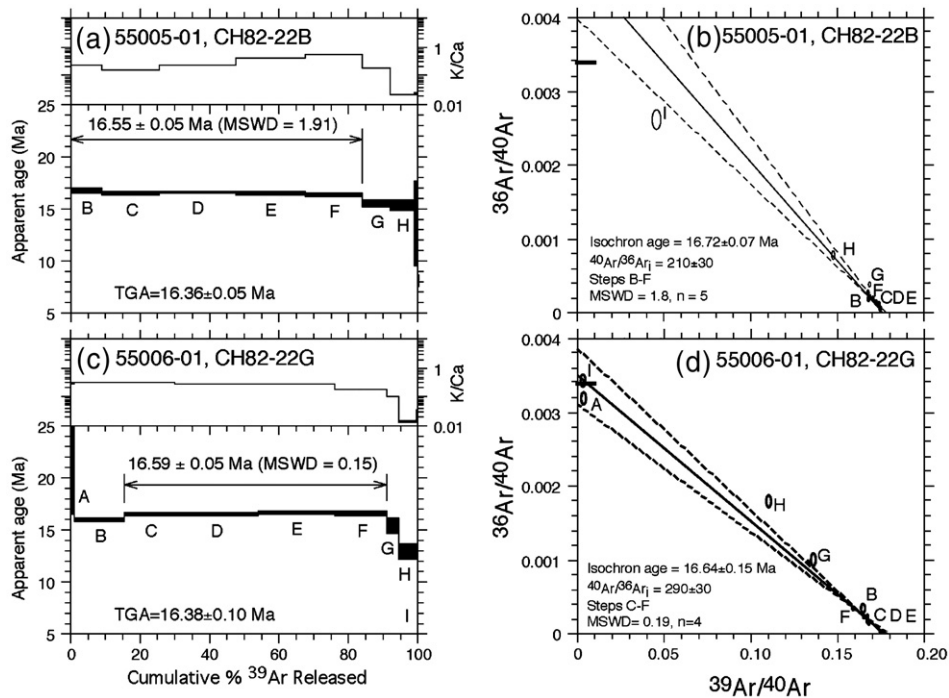 (a) 55005-01, CH82-22B
1
0.01
K/Ca
25
20
15
10
5
Apparent age (Ma)
16.55 ± 0.05 Ma (MSWD = 1.91)
B C D E F G H
TGA=16.36±0.05 Ma
(b) 55005-01, CH82-22B
0.004
0.003
0.002
0.001
0
36Ar/40Ar
I
H
G
F
B
C D E
Isochron age = 16.72±0.07 Ma
40Ar/36Ari = 210±30
Steps B-F
MSWD = 1.8, n = 5
(c) 55006-01, CH82-22G
1
0.01
K/Ca
25
20
15
10
5
Apparent age (Ma)
16.59 ± 0.05 Ma (MSWD = 0.15)
A
B C D E F G H I
TGA=16.38±0.10 Ma
0 20 40 60 80 100
Cumulative % 39Ar Released
(d) 55006-01, CH82-22G
0.004
0.003
0.002
0.001
0
36Ar/40Ar
I
A
H
G
B
F
C D E
Isochron age = 16.64±0.15 Ma
40Ar/36Ari = 290±30
Steps C-F
MSWD= 0.19, n=4
0.00 0.05 0.10 0.15 0.20
39Ar/40Ar